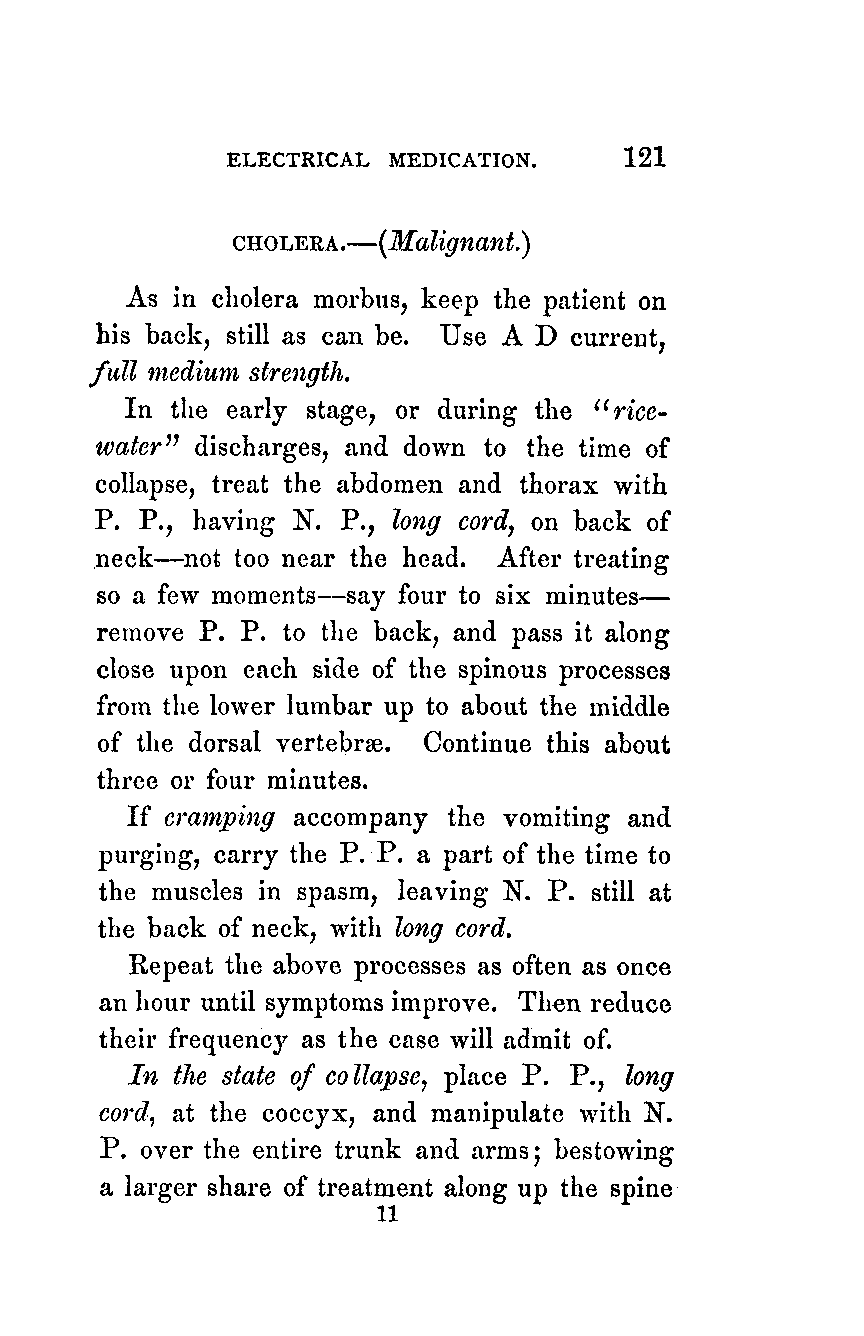 ELECTRICAL MEDICATION. 121
CHOLERA.—(Malignant.)
As in cholera morbus, keep the patient on
his back, still as can be. Use A D current,
full medium strength.
In the early stage, or during the "rice-
water" discharges, and down to the time of
collapse, treat the abdomen and thorax with
P. P., having N. P., long cord, on back of
neck—not too near the head. After treating
so a few moments—say four to six minutes—
remove P. P. to the back, and pass it along
close upon each side of the spinous processes
from the lower lumbar up to about the middle
of the dorsal vertebræ. Continue this about
three or four minutes.
If cramping accompany the vomiting and
purging, carry the P. P. a part of the time to
the muscles in spasm, leaving N. P. still at
the back of neck, with long cord.
Repeat the above processes as often as once
an hour until symptoms improve. Then reduce
their frequency as the case will admit of.
In the state of collapse, place P. P., long
cord, at the coccyx, and manipulate with N.
P. over the entire trunk and arms; bestowing
a larger share of treatment along up the spine
11